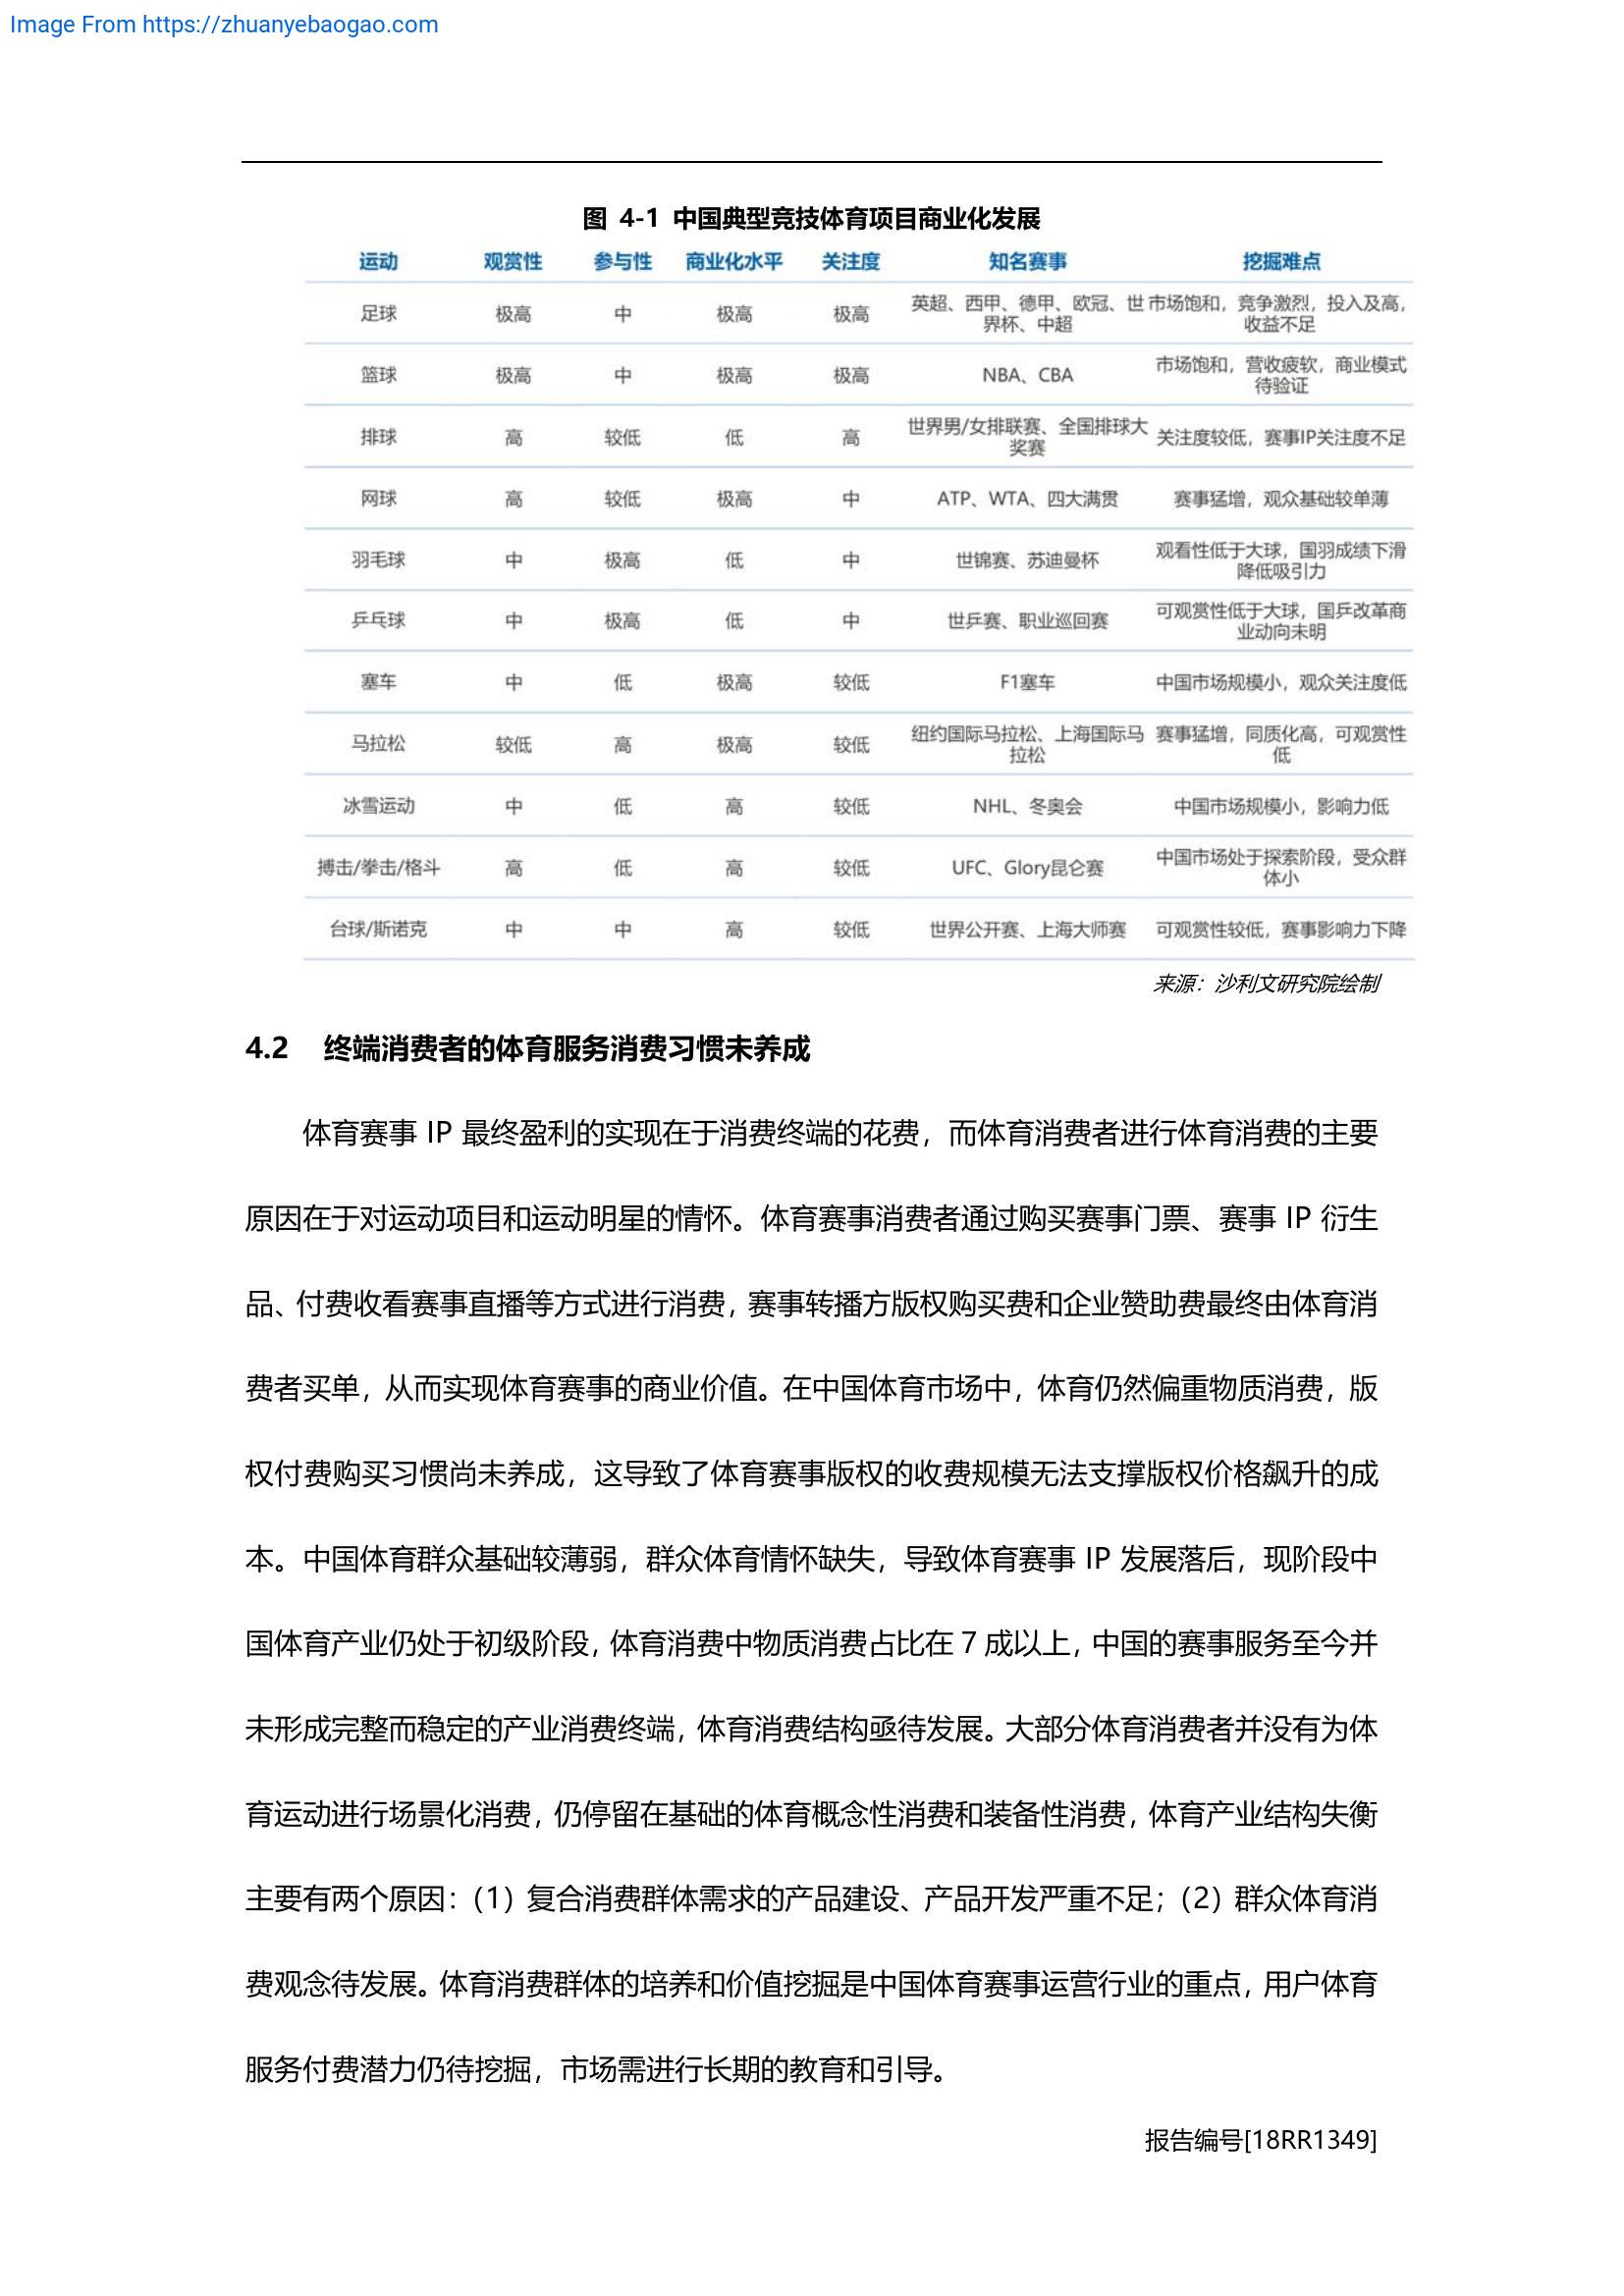 Image From https://zhuanyebaogao.com
图 4-1 中国典型竞技体育项目商业化发展
运动 观赏性 参与性 商业化水平 关注度 知名赛事 挖掘难点
足球 极高 中 极高 极高 英超、西甲、德甲、欧冠、世界杯、中超 市场饱和，竞争激烈，投入及高，收益不足
篮球 极高 中 极高 极高 NBA、CBA 市场饱和，营收疲软，商业模式待验证
排球 高 较低 低 高 世界男/女排联赛、全国排球大奖赛 关注度较低，赛事IP关注度不足
网球 高 较低 极高 中 ATP、WTA、四大满贯 赛事猛增，观众基础较单薄
羽毛球 中 极高 低 中 世锦赛、苏迪曼杯 观看性低于大球，国羽成绩下滑降低吸引力
乒乓球 中 极高 低 中 世乒赛、职业巡回赛 可观赏性低于大球，国乒改革商业动向未明
塞车 中 低 极高 较低 F1塞车 中国市场规模小，观众关注度低
马拉松 较低 高 极高 较低 纽约国际马拉松、上海国际马拉松 赛事猛增，同质化高，可观赏性低
冰雪运动 中 低 高 较低 NHL、冬奥会 中国市场规模小，影响力低
搏击/拳击/格斗 高 低 高 较低 UFC、Glory昆仑赛 中国市场处于探索阶段，受众群体小
台球/斯诺克 中 中 高 较低 世界公开赛、上海大师赛 可观赏性较低，赛事影响力下降
来源：沙利文研究院绘制
4.2 终端消费者的体育服务消费习惯未养成
体育赛事 IP 最终盈利的实现在于消费终端的花费，而体育消费者进行体育消费的主要
原因在于对运动项目和运动明星的情怀。体育赛事消费者通过购买赛事门票、赛事 IP 衍生
品、付费收看赛事直播等方式进行消费，赛事转播方版权购买费和企业赞助费最终由体育消
费者买单，从而实现体育赛事的商业价值。在中国体育市场中，体育仍然偏重物质消费，版
权付费购买习惯尚未养成，这导致了体育赛事版权的收费规模无法支撑版权价格飙升的成
本。中国体育群众基础较薄弱，群众体育情怀缺失，导致体育赛事 IP 发展落后，现阶段中
国体育产业仍处于初级阶段，体育消费中物质消费占比在 7 成以上，中国的赛事服务至今并
未形成完整而稳定的产业消费终端，体育消费结构亟待发展。大部分体育消费者并没有为体
育运动进行场景化消费，仍停留在基础的体育概念性消费和装备性消费，体育产业结构失衡
主要有两个原因：（1）复合消费群体需求的产品建设、产品开发严重不足；（2）群众体育消
费观念待发展。体育消费群体的培养和价值挖掘是中国体育赛事运营行业的重点，用户体育
服务付费潜力仍待挖掘，市场需进行长期的教育和引导。
报告编号[18RR1349]